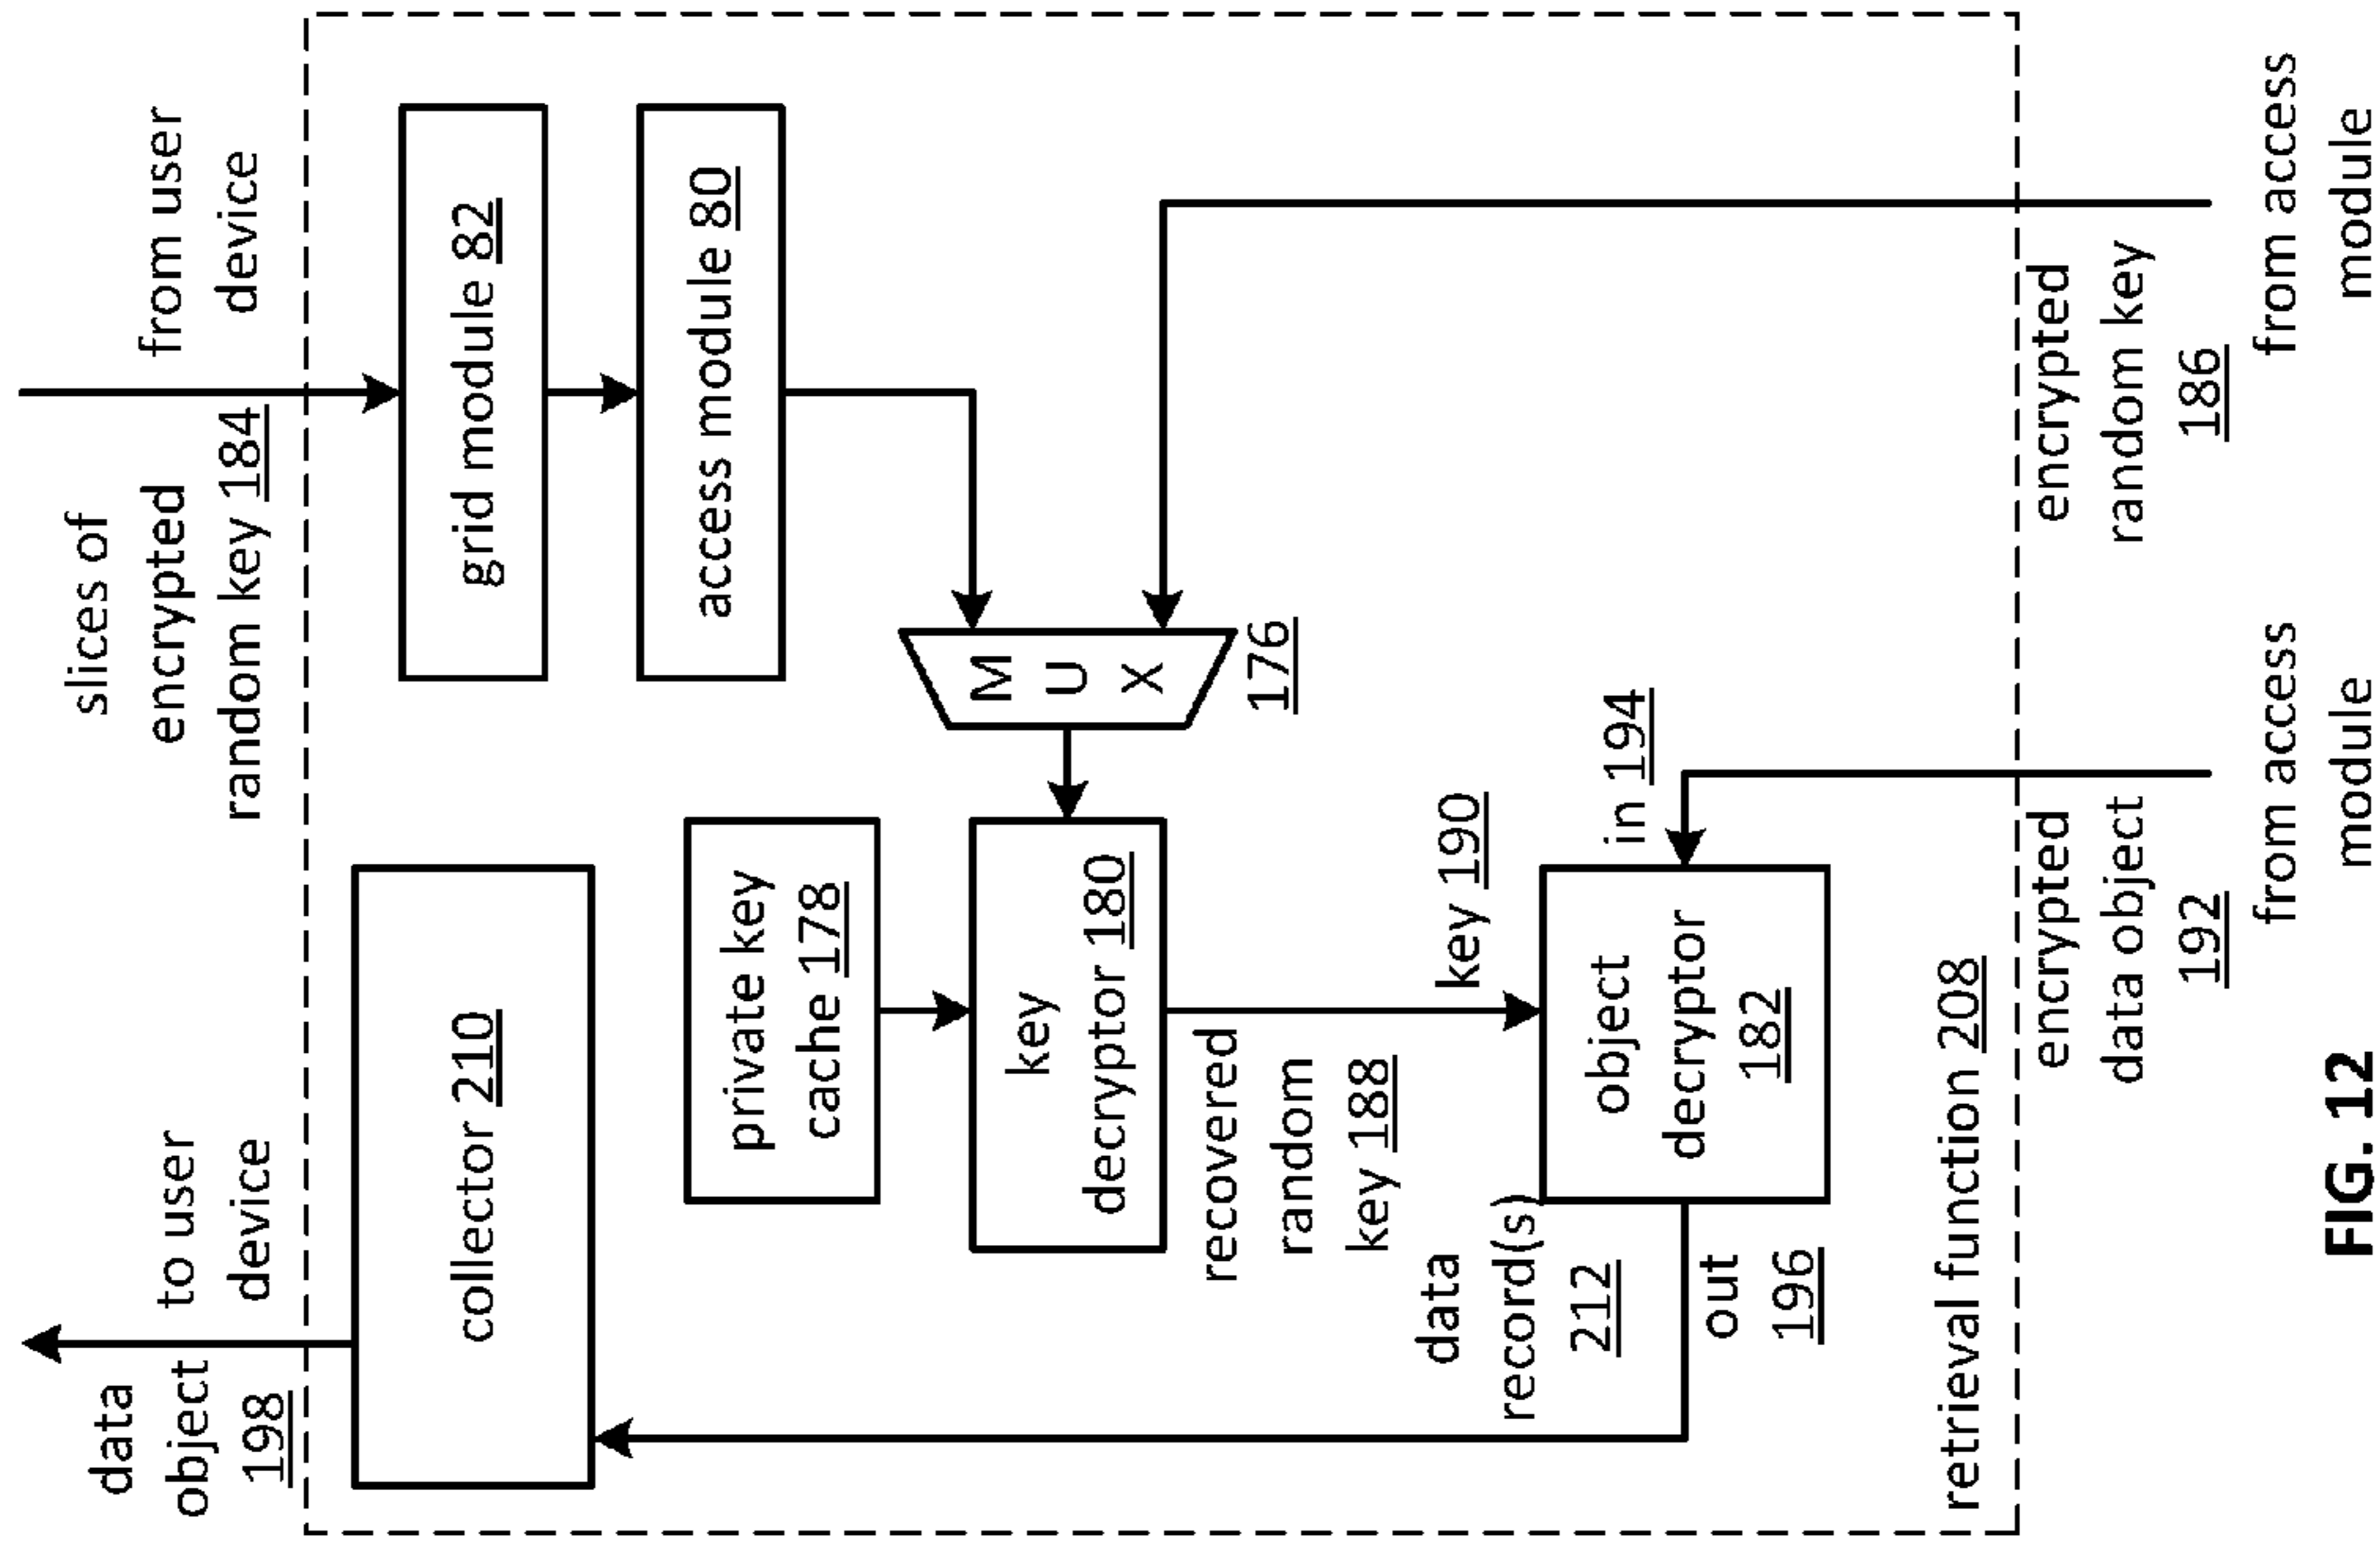 data
object
198
to user
device
slices of
encrypted
random key 184
from user
device
collector 210
grid module 82
access module 80
private key
cache 178
key
decryptor 180
M
U
X
176
recovered
random
key 188
key 190
in 194
data
record(s)
212
object
decryptor
182
out
196
retrieval function 208
encrypted
data object
192
from access
module
encrypted
random key
186
from access
module
FIG. 12